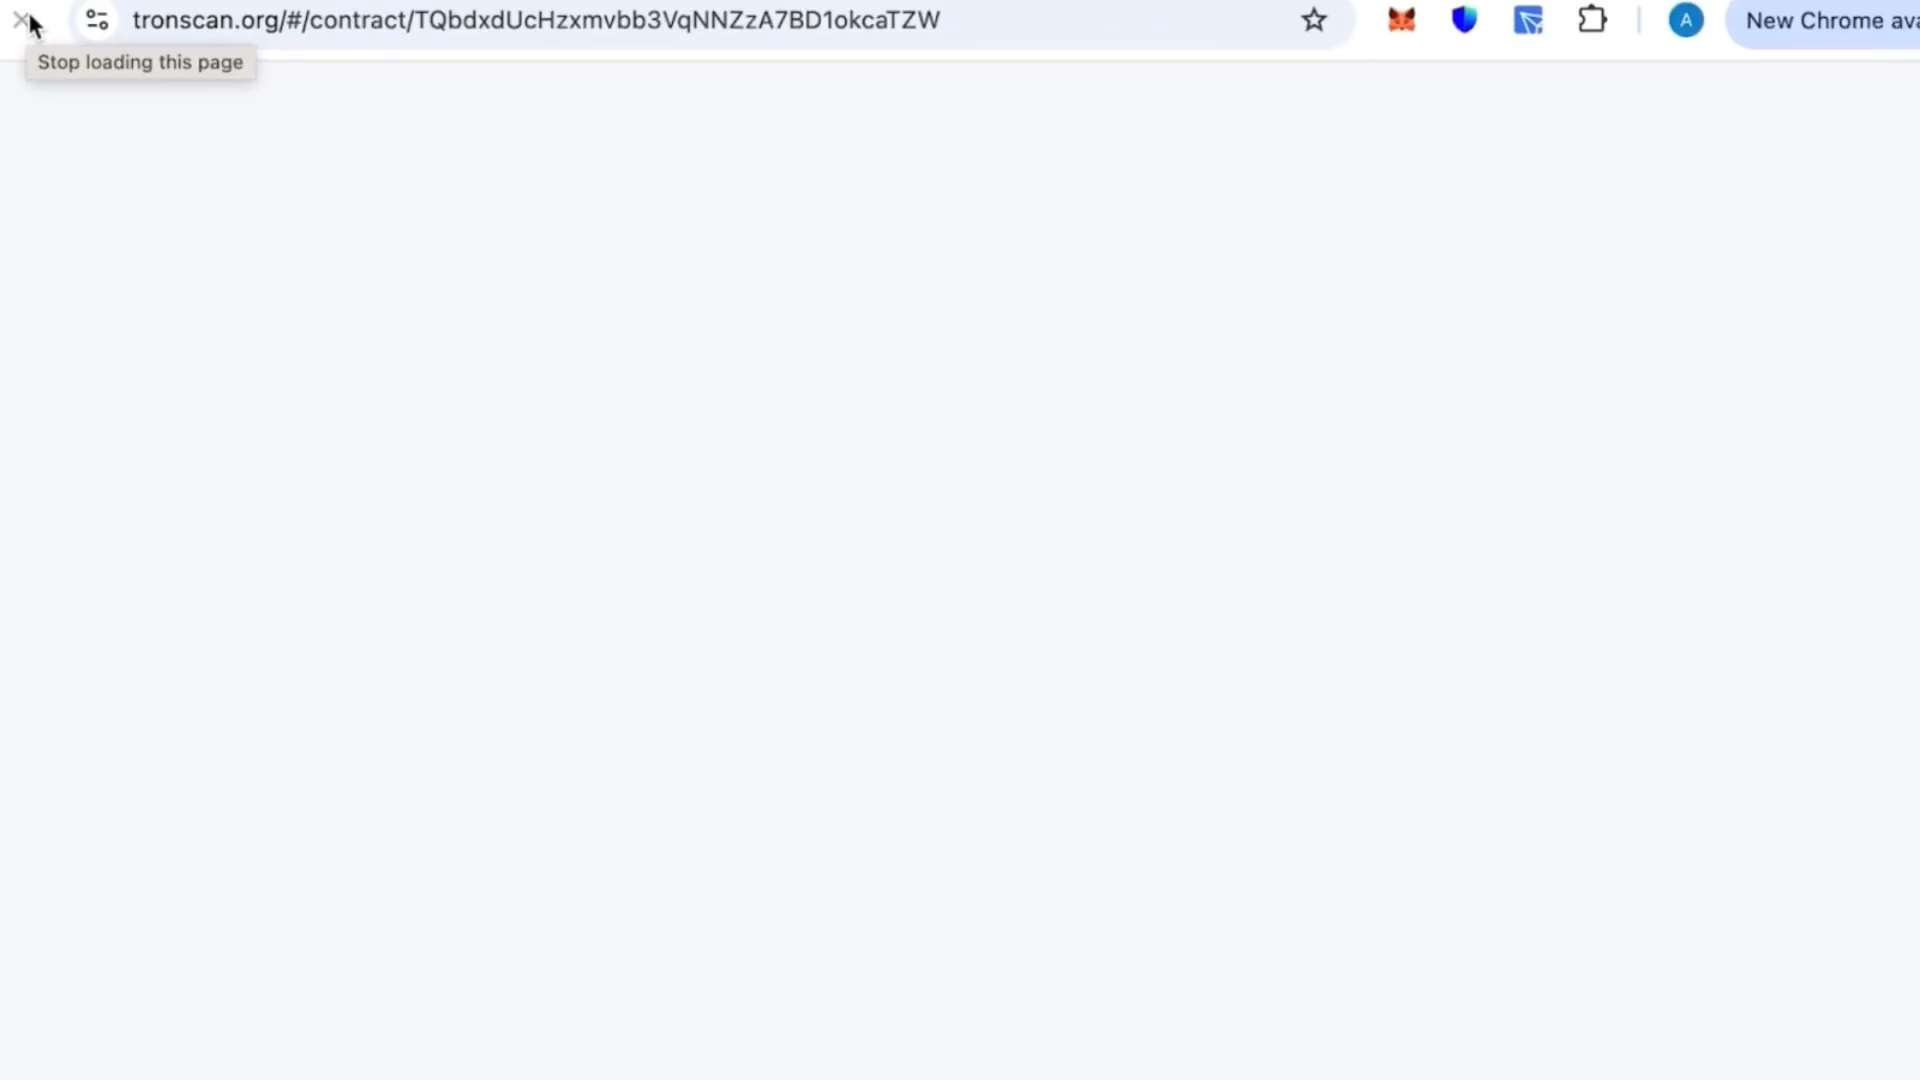 tronscan.org/#/contract/TQbdxdUcHzxmvbb3VqNNZzA7BD1okcaTZW
A
New Chrome ava
Stop loading this page